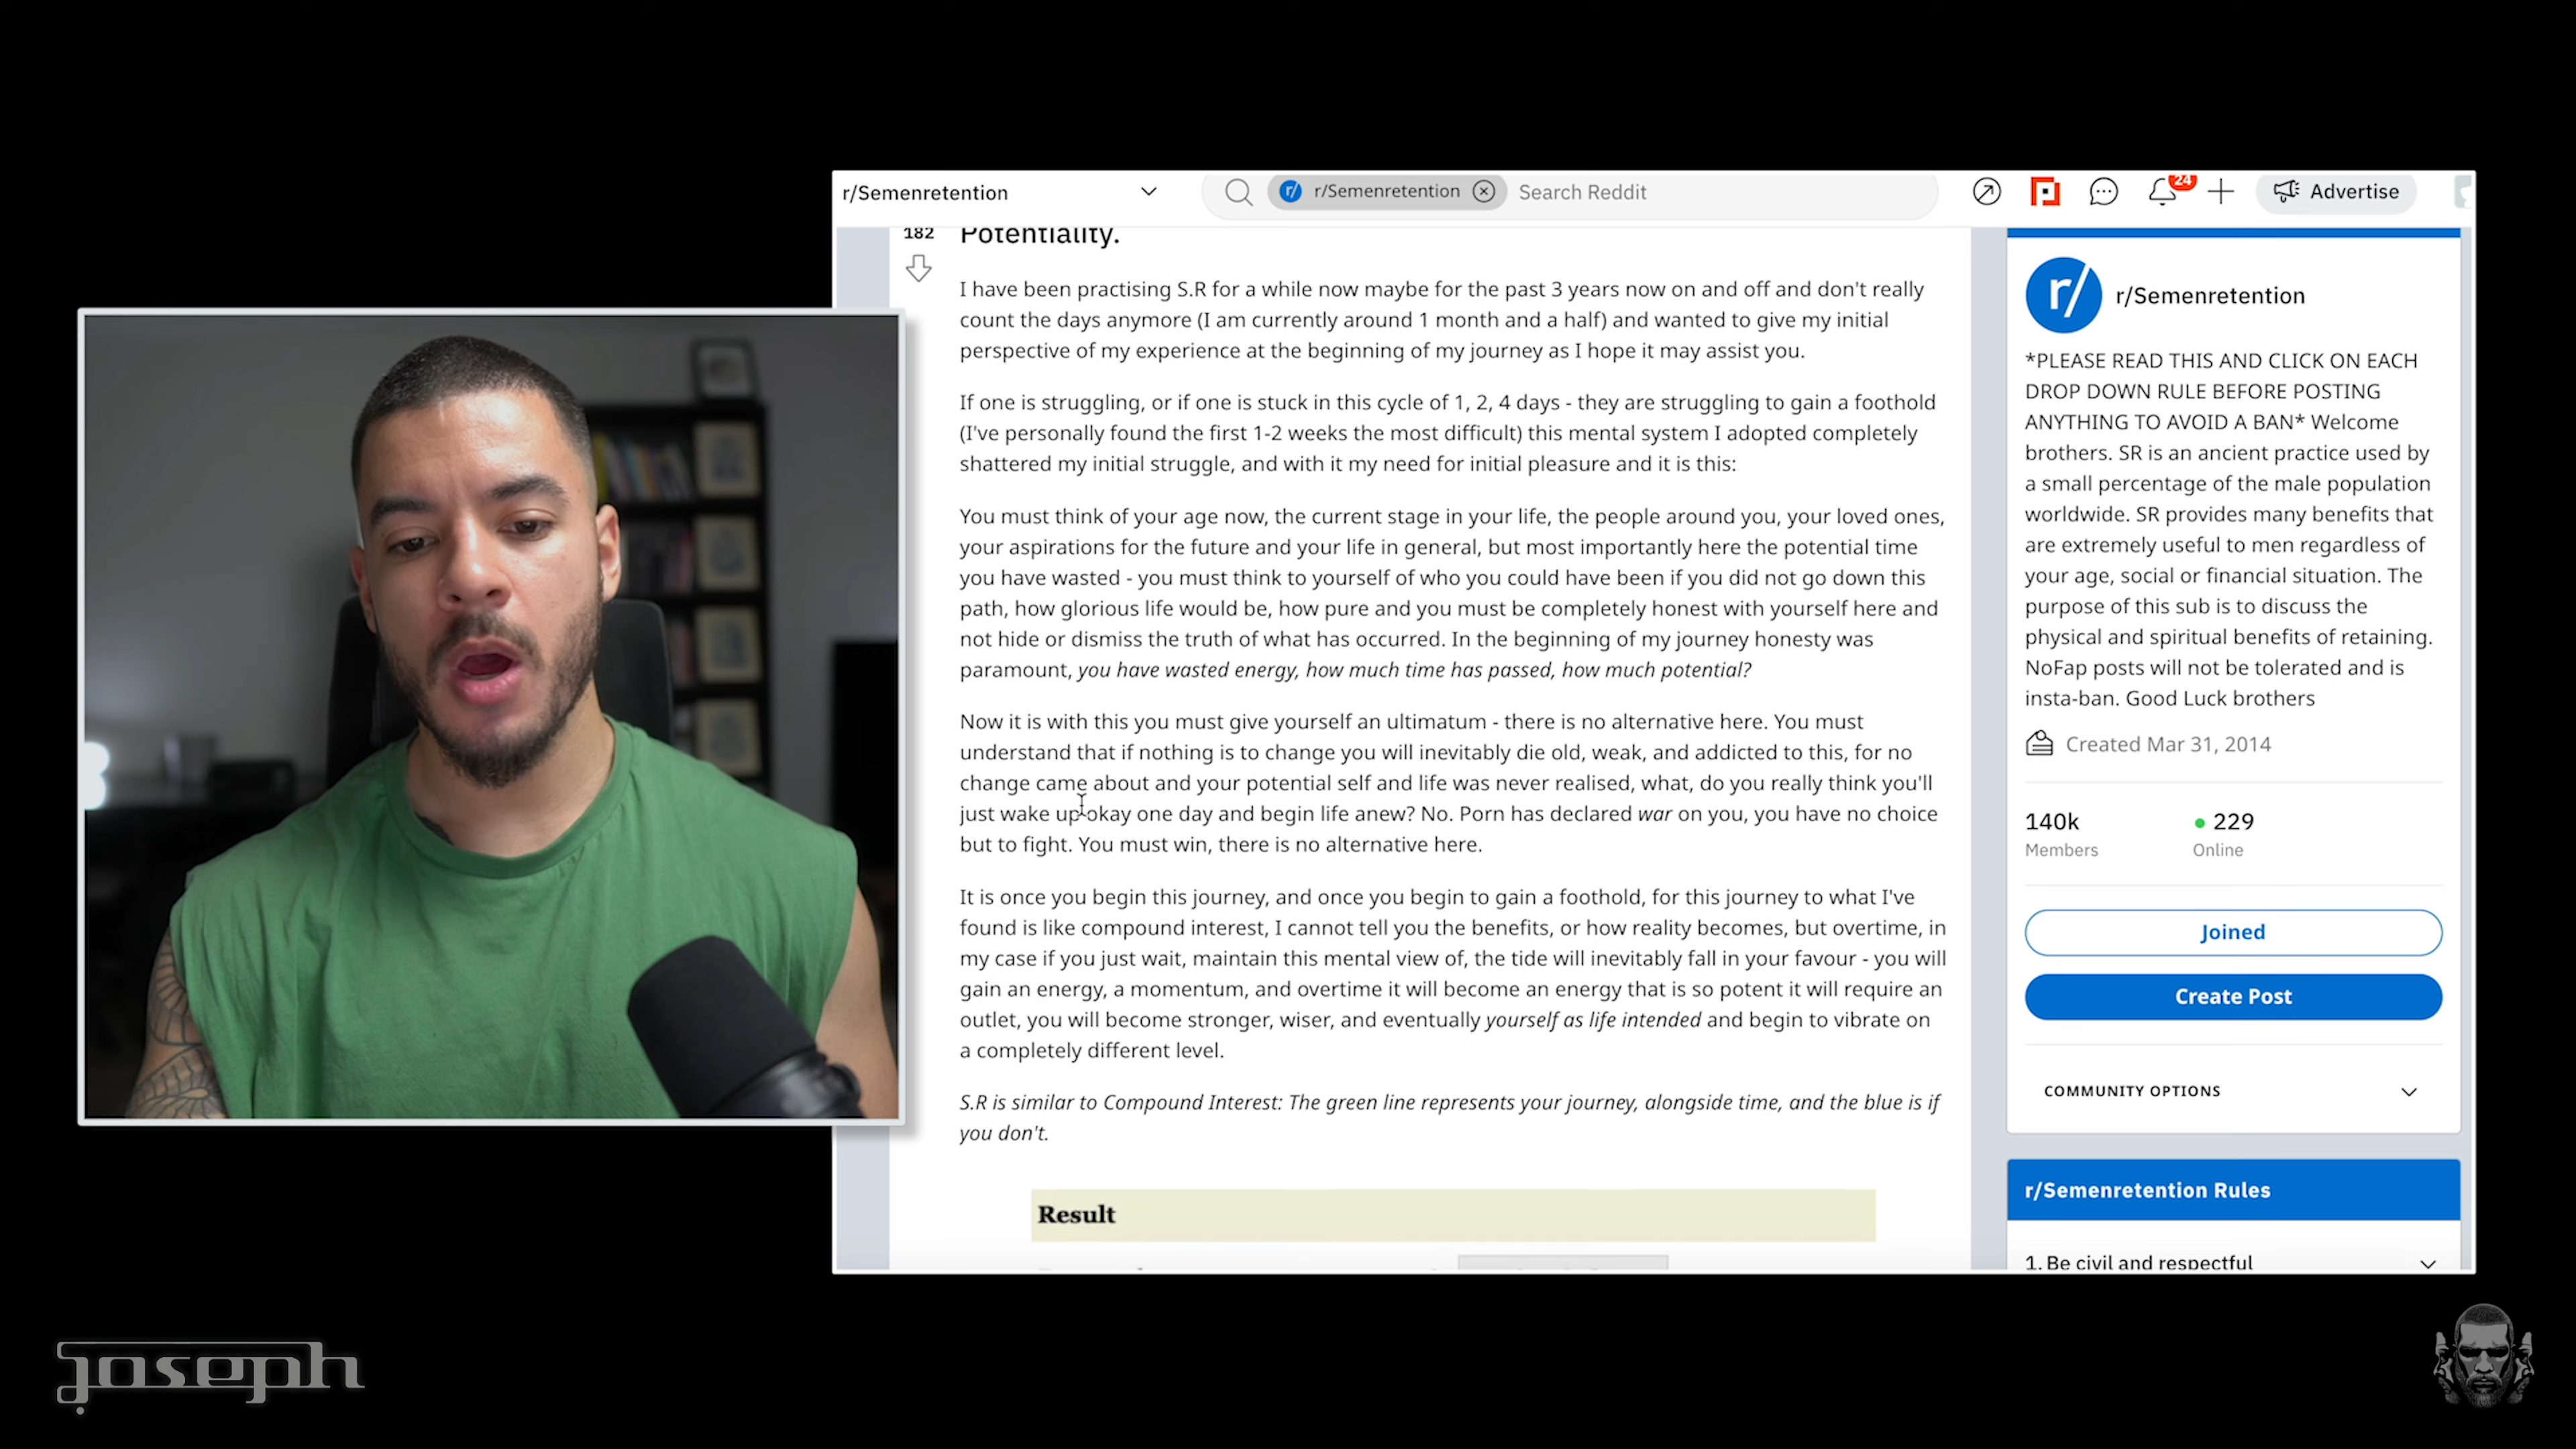 r/Semenretention
r/ r/Semenretention Search Reddit
24
Advertise
182
Potentiality.
I have been practising S.R for a while now maybe for the past 3 years now on and off and don't really
count the days anymore (I am currently around 1 month and a half) and wanted to give my initial
perspective of my experience at the beginning of my journey as I hope it may assist you.
If one is struggling, or if one is stuck in this cycle of 1, 2, 4 days - they are struggling to gain a foothold
(I've personally found the first 1-2 weeks the most difficult) this mental system I adopted completely
shattered my initial struggle, and with it my need for initial pleasure and it is this:
You must think of your age now, the current stage in your life, the people around you, your loved ones,
your aspirations for the future and your life in general, but most importantly here the potential time
you have wasted - you must think to yourself of who you could have been if you did not go down this
path, how glorious life would be, how pure and you must be completely honest with yourself here and
not hide or dismiss the truth of what has occurred. In the beginning of my journey honesty was
paramount, you have wasted energy, how much time has passed, how much potential?
Now it is with this you must give yourself an ultimatum - there is no alternative here. You must
understand that if nothing is to change you will inevitably die old, weak, and addicted to this, for no
change came about and your potential self and life was never realised, what, do you really think you'll
just wake up okay one day and begin life anew? No. Porn has declared war on you, you have no choice
but to fight. You must win, there is no alternative here.
It is once you begin this journey, and once you begin to gain a foothold, for this journey to what I've
found is like compound interest, I cannot tell you the benefits, or how reality becomes, but overtime, in
my case if you just wait, maintain this mental view of, the tide will inevitably fall in your favour - you will
gain an energy, a momentum, and overtime it will become an energy that is so potent it will require an
outlet, you will become stronger, wiser, and eventually yourself as life intended and begin to vibrate on
a completely different level.
S.R is similar to Compound Interest: The green line represents your journey, alongside time, and the blue is if
you don't.
Result
r/ r/Semenretention
*PLEASE READ THIS AND CLICK ON EACH
DROP DOWN RULE BEFORE POSTING
ANYTHING TO AVOID A BAN* Welcome
brothers. SR is an ancient practice used by
a small percentage of the male population
worldwide. SR provides many benefits that
are extremely useful to men regardless of
your age, social or financial situation. The
purpose of this sub is to discuss the
physical and spiritual benefits of retaining.
NoFap posts will not be tolerated and is
insta-ban. Good Luck brothers
Created Mar 31, 2014
140k 229
Members Online
Joined
Create Post
COMMUNITY OPTIONS
r/Semenretention Rules
1. Be civil and respectful
joseph